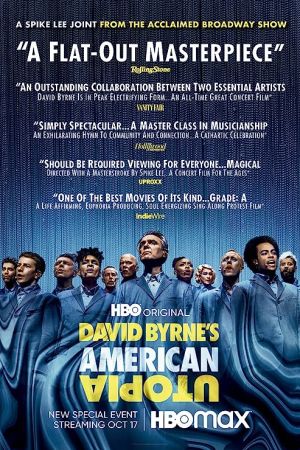 A SPIKE LEE JOINT FROM THE ACCLAIMED BROADWAY SHOW
“A FLAT-OUT MASTERPIECE”
RollingStone
“AN OUTSTANDING COLLABORATION BETWEEN TWO ESSENTIAL ARTISTS
DAVID BYRNE IS IN PEAK ELECTRIFYING FORM...AN ALL-TIME GREAT CONCERT FILM”
VANITY FAIR
“SIMPLY SPECTACULAR...A MASTER CLASS IN MUSICIANSHIP
AN EXHILARATING HYMN TO COMMUNITY AND CONNECTION...A CATHARTIC CELEBRATION”
Hollywood
“SHOULD BE REQUIRED VIEWING FOR EVERYONE...MAGICAL
DIRECTED WITH A MASTERSTROKE BY SPIKE LEE. A CONCERT FILM FOR THE AGES”
UPROXX
“ONE OF THE BEST MOVIES OF ITS KIND...GRADE: A
A LIFE AFFIRMING, EUPHORIA PRODUCING, SOUL ENERGIZING SING ALONG PROTEST FILM”
IndieWire
HBO ORIGINAL
DAVID BYRNE'S
AMERICAN
UTOPIA
NEW SPECIAL EVENT
STREAMING OCT 17
HBOmax